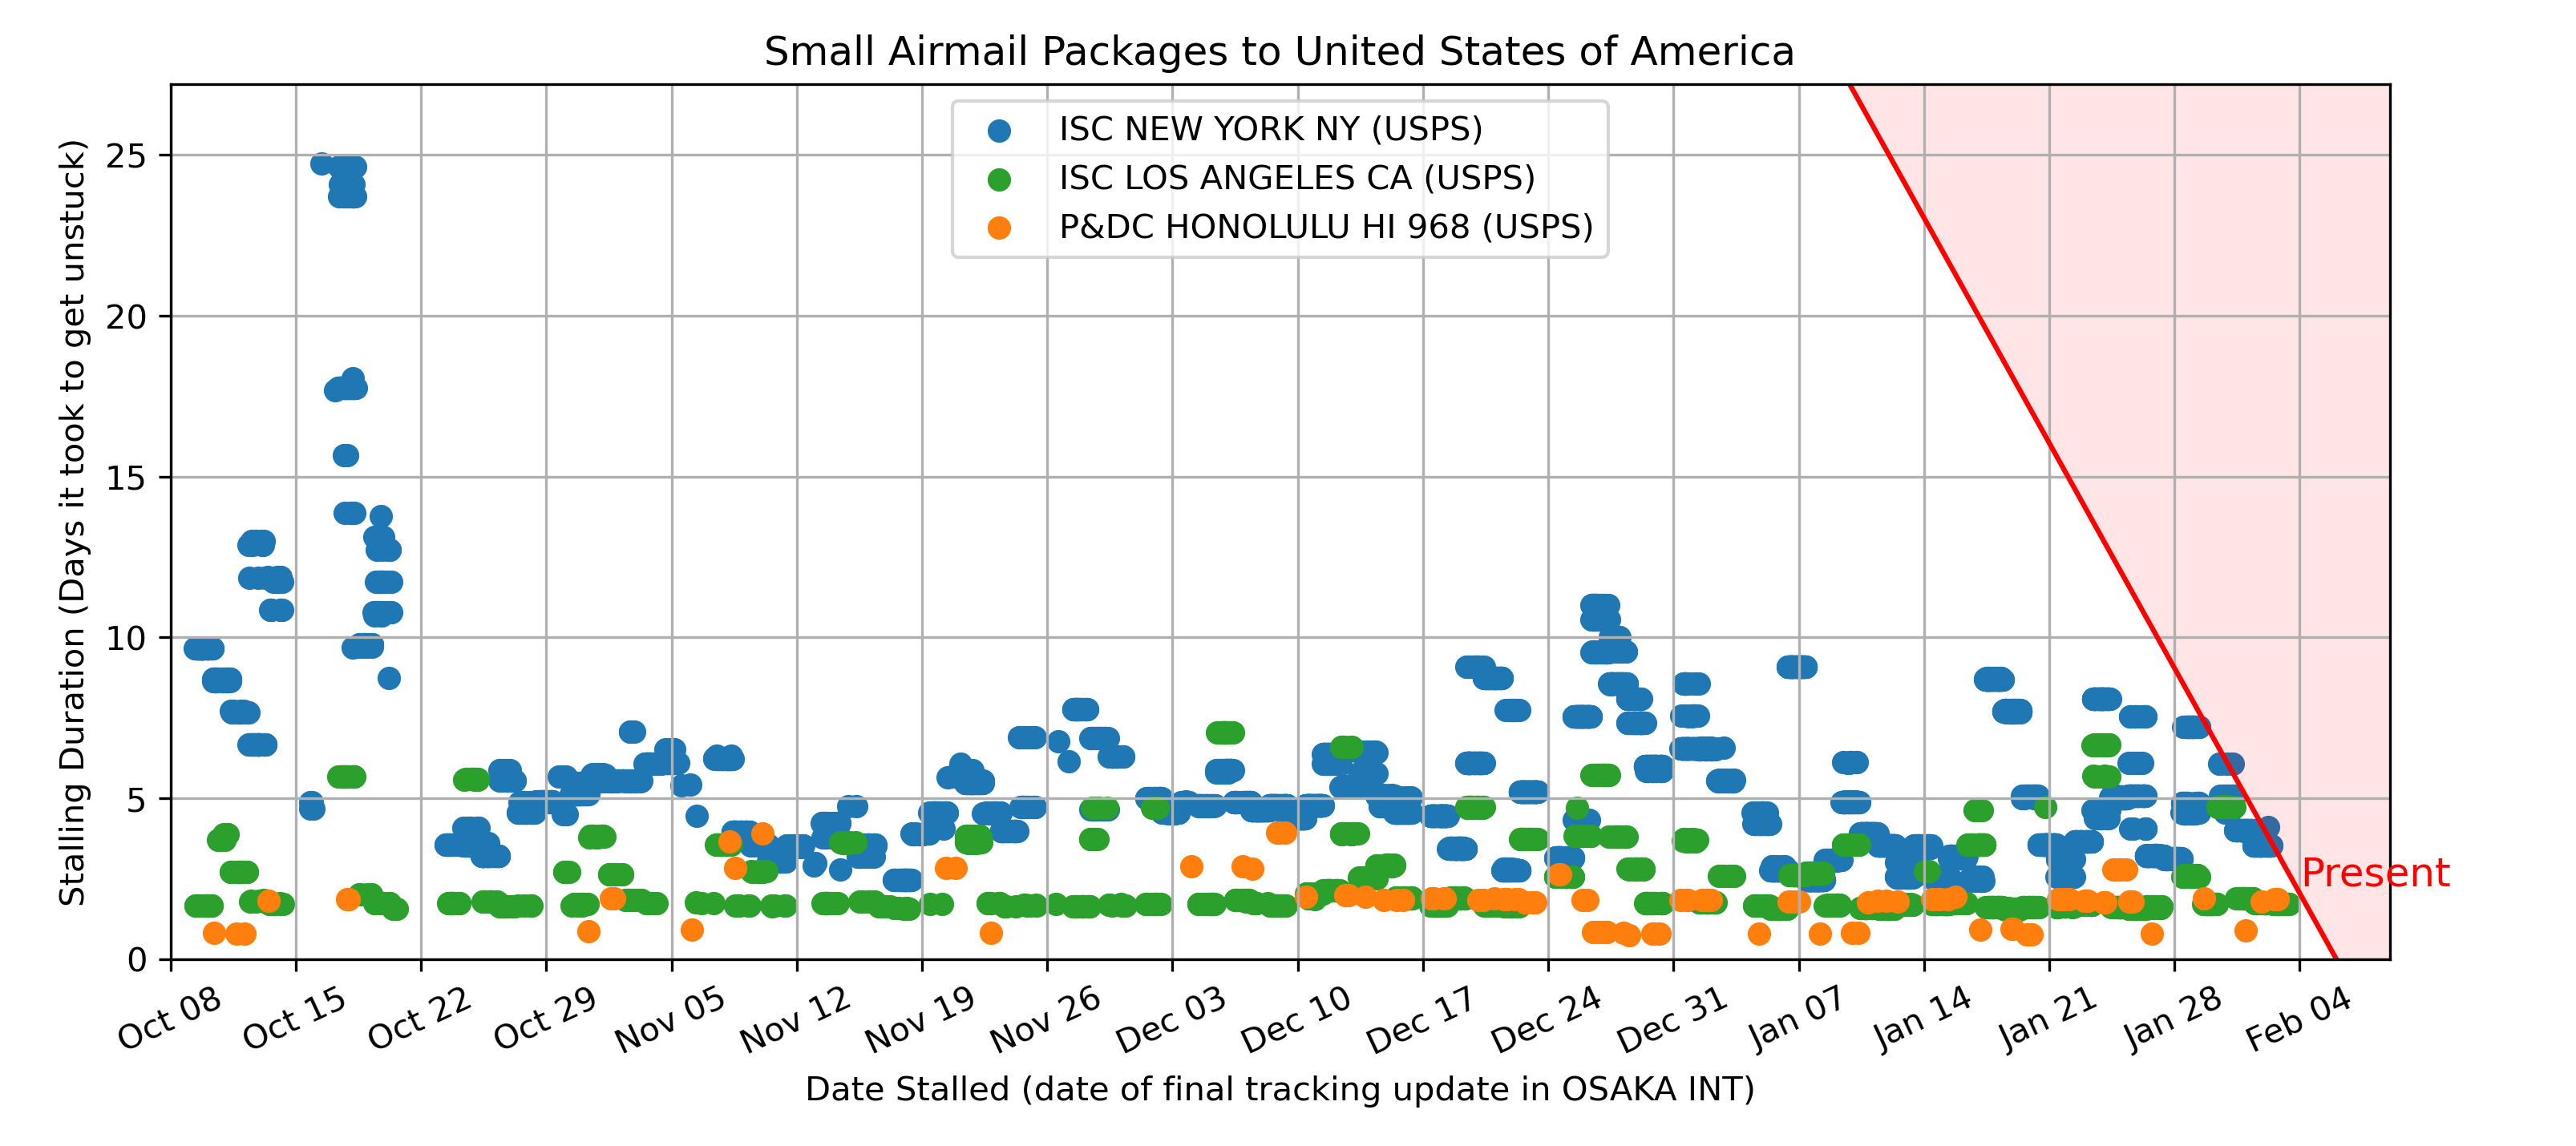 Small Airmail Packages to United States of America
ISC NEW YORK NY (USPS)
ISC LOS ANGELES CA (USPS)
P&DC HONOLULU HI 968 (USPS)
Stalling Duration (Days it took to get unstuck)
25
20
15
10
5
0
Present
Oct 08
Oct 15
Oct 22
Oct 29
Nov 05
Nov 12
Nov 19
Nov 26
Dec 03
Dec 10
Dec 17
Dec 24
Dec 31
Jan 07
Jan 14
Jan 21
Jan 28
Feb 04
Date Stalled (date of final tracking update in OSAKA INT)